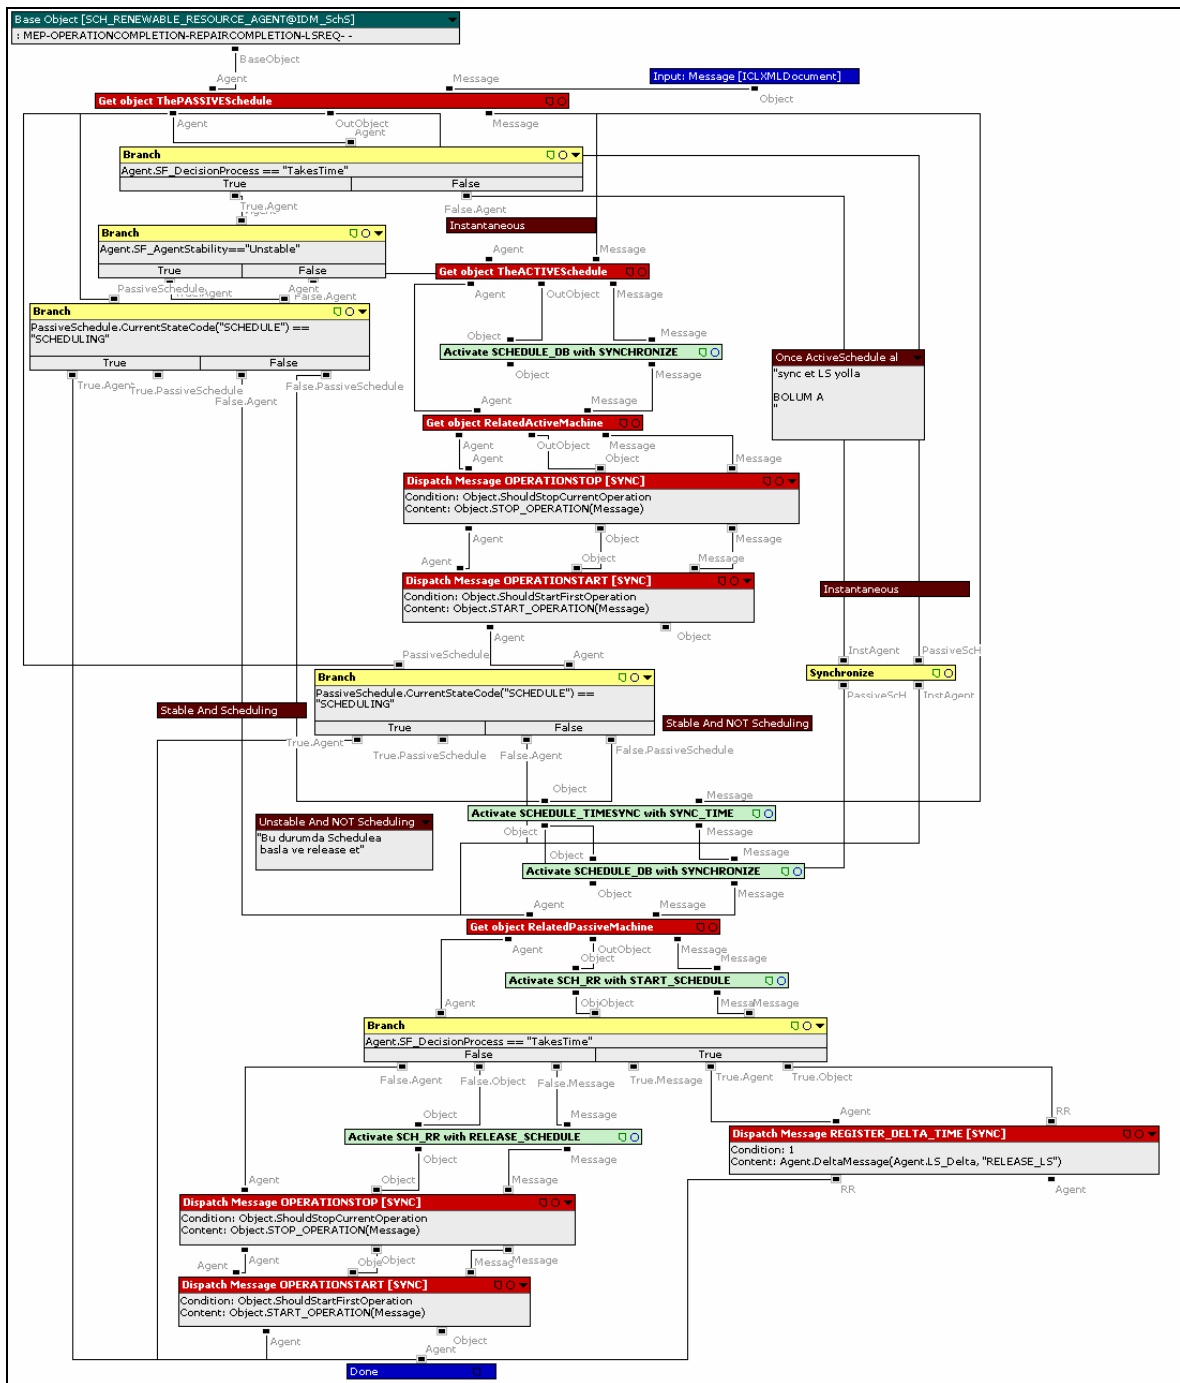 Base Object [SCH_RENEWABLE_RESOURCE_AGENT@IDM_SchS]
: MEP-OPERATIONCOMPLETION-REPAIRCOMPLETION-LSREQ- -
BaseObject
Agent
Message
Input: Message [ICLXMLDocument]
Object
Get object ThePASSIVESchedule
Agent
OutObject
Message
Agent
Branch
Agent.SF_DecisionProcess == "TakesTime"
True
False
True.Agent
False.Agent
Instantaneous
Branch
Agent.SF_AgentStability=="Unstable"
True
False
Agent
Message
Get object TheACTIVESchedule
PassiveSchedule
True.Agent
Agent
False.Agent
Agent
OutObject
Message
Branch
PassiveSchedule.CurrentStateCode("SCHEDULE") ==
"SCHEDULING"
True
False
Object
Message
Activate SCHEDULE_DB with SYNCHRONIZE
Object
Message
True.Agent
True.PassiveSchedule
False.Agent
False.PassiveSchedule
Once ActiveSchedule al
"sync et LS yolla
BOLUM A
"
Agent
Message
Get object RelatedActiveMachine
Agent
OutObject
Message
Agent
Object
Message
Dispatch Message OPERATIONSTOP [SYNC]
Condition: Object.ShouldStopCurrentOperation
Content: Object.STOP_OPERATION(Message)
Agent
Object
Message
Agent
Object
Message
Dispatch Message OPERATIONSTART [SYNC]
Condition: Object.ShouldStartFirstOperation
Content: Object.START_OPERATION(Message)
Instantaneous
Agent
Object
PassiveSchedule
Agent
InstAgent
PassiveScH
Synchronize
PassiveScH
InstAgent
Branch
PassiveSchedule.CurrentStateCode("SCHEDULE") ==
"SCHEDULING"
True
False
Stable And Scheduling
Stable And NOT Scheduling
True.Agent
True.PassiveSchedule
False.Agent
False.PassiveSchedule
Object
Message
Activate SCHEDULE_TIMESYNC with SYNC_TIME
Object
Message
Unstable And NOT Scheduling
"Bu durumda Schedulea
basla ve release et"
Object
Message
Activate SCHEDULE_DB with SYNCHRONIZE
Object
Message
Agent
Message
Get object RelatedPassiveMachine
Agent
OutObject
Message
Object
Message
Activate SCH_RR with START_SCHEDULE
Agent
Object
Message
Branch
Agent.SF_DecisionProcess == "TakesTime"
False
True
False.Agent
False.Object
False.Message
True.Message
True.Agent
True.Object
Object
Message
Agent
RR
Activate SCH_RR with RELEASE_SCHEDULE
Object
Message
Dispatch Message REGISTER_DELTA_TIME [SYNC]
Condition: 1
Content: Agent.DeltaMessage(Agent.LS_Delta, "RELEASE_LS")
RR
Agent
Agent
Object
Message
Dispatch Message OPERATIONSTOP [SYNC]
Condition: Object.ShouldStopCurrentOperation
Content: Object.STOP_OPERATION(Message)
Agent
Object
Message
Agent
Dispatch Message OPERATIONSTART [SYNC]
Condition: Object.ShouldStartFirstOperation
Content: Object.START_OPERATION(Message)
Agent
Object
Agent
Done